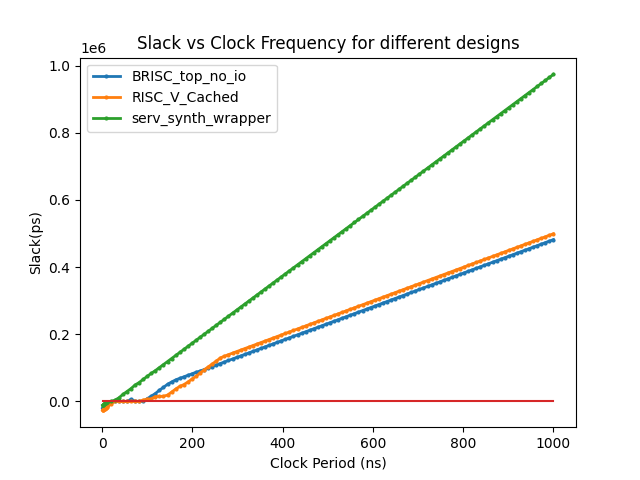 Slack vs Clock Frequency for different designs
1e6
BRISC_top_no_io
RISC_V_Cached
serv_synth_wrapper
1.0
0.8
0.6
0.4
0.2
0.0
Slack(ps)
0 200 400 600 800 1000
Clock Period (ns)